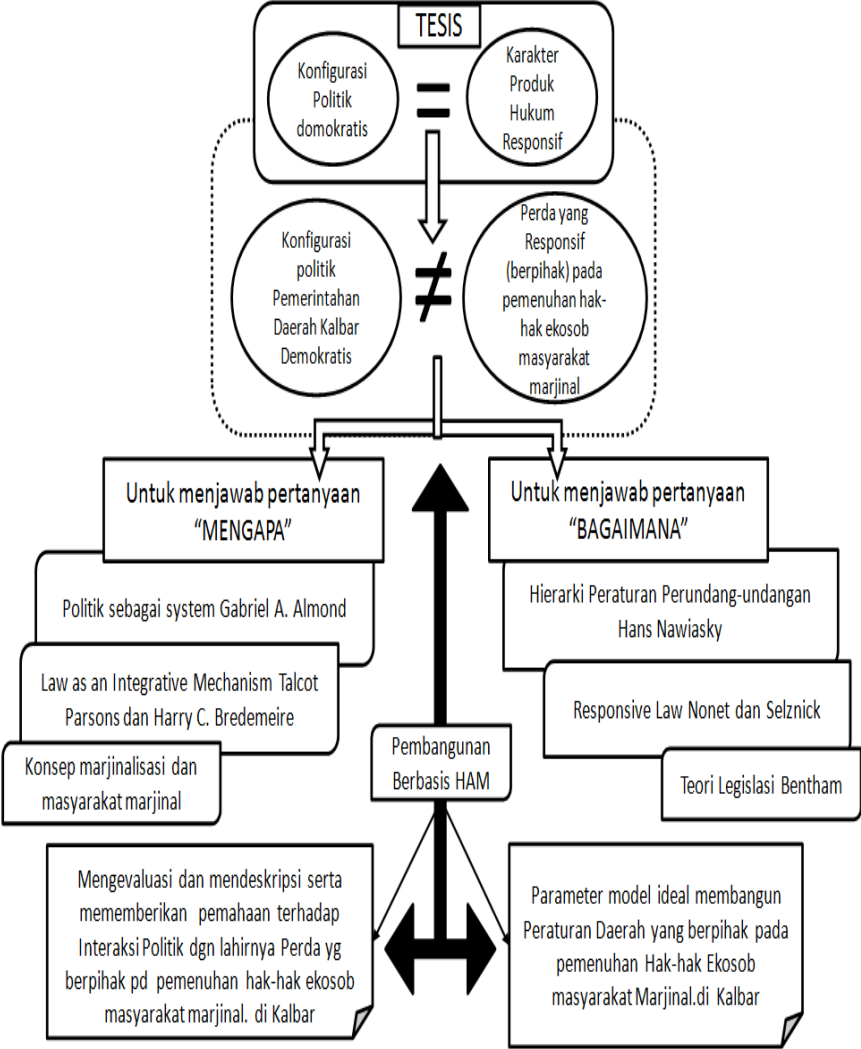 TESIS
Konfigurasi
Politik
domokratis
=
Karakter
Produk
Hukum
Responsif
Konfigurasi
politik
Pemerintahan
Daerah Kalbar
Demokratis
≠
Perda yang
Responsif
(berpihak) pada
pemenuhan hak-
hak ekosob
masyarakat
marjinal
Untuk menjawab pertanyaan
“MENGAPA”
Politik sebagai system Gabriel A. Almond
Law as an Integrative Mechanism Talcot
Parsons dan Harry C. Bredemeire
Konsep marjinalisasi dan
masyarakat marjinal
Untuk menjawab pertanyaan
“BAGAIMANA”
Hierarki Peraturan Perundang-undangan
Hans Nawiasky
Responsive Law Nonet dan Selznick
Teori Legislasi Bentham
Pembangunan
Berbasis HAM
Mengevaluasi dan mendeskripsi serta
mememberikan pemahaan terhadap
Interaksi Politik dgn lahirnya Perda yg
berpihak pd pemenuhan hak-hak ekosob
masyarakat marjinal. di Kalbar
Parameter model ideal membangun
Peraturan Daerah yang berpihak pada
pemenuhan Hak-hak Ekosob
masyarakat Marjinal.di Kalbar